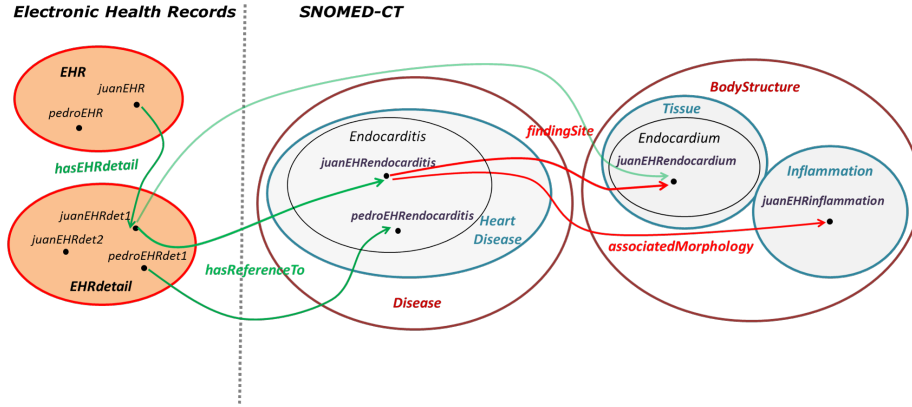 Electronic Health Records
SNOMED-CT
EHR
juanEHR
pedroEHR
hasEHRdetail
juanEHRdet1
juanEHRdet2
pedroEHRdet1
EHRdetail
hasReferenceTo
Endocarditis
juanEHRendocarditis
pedroEHRendocarditis
Heart
Disease
Disease
findingSite
associatedMorphology
BodyStructure
Tissue
Endocardium
juanEHRendocardium
Inflammation
juanEHRinflammation